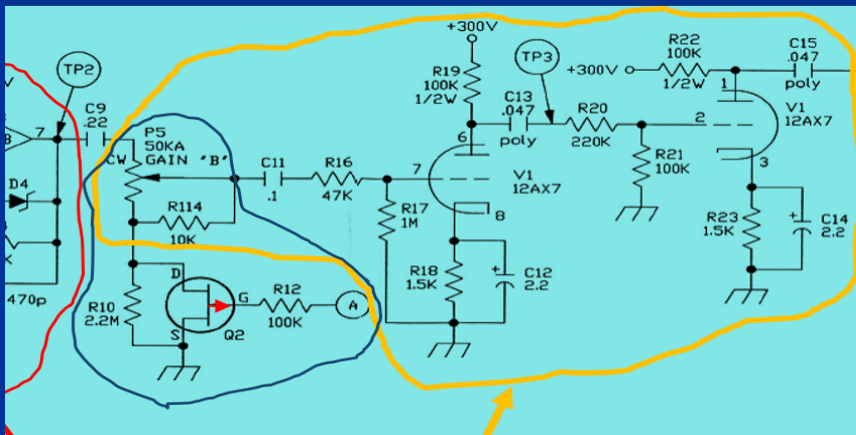 TP2
C9
.22
7
8
D4
K
470p
P5
50KA
GAIN "B"
CW
R114
10K
C11
.1
R16
47K
R10
2.2M
D
G
S
Q2
R12
100K
A
+300V
R19
100K
1/2W
6
7
8
V1
12AX7
R17
1M
R18
1.5K
+
C12
2.2
C13
.047
poly
TP3
R20
220K
R21
100K
+300V
R22
100K
1/2W
1
2
3
V1
12AX7
C15
.047
poly
R23
1.5K
+
C14
2.2